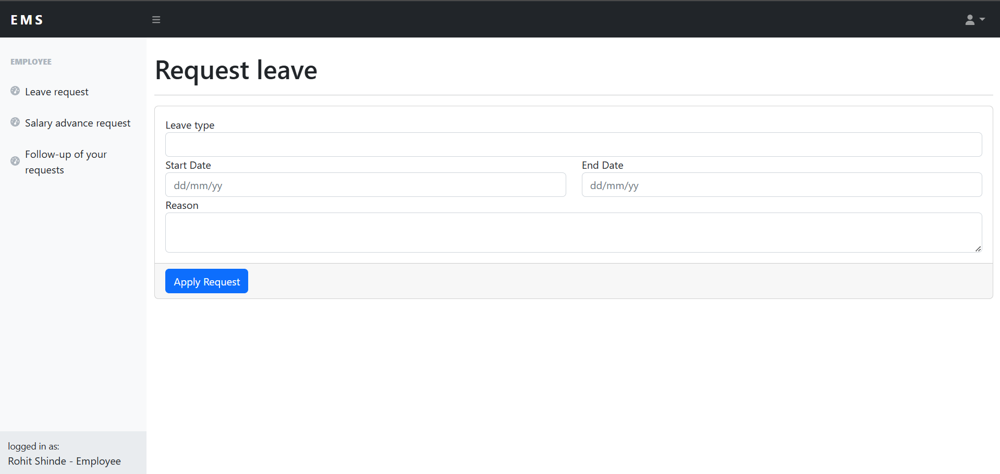 EMS
EMPLOYEE
Leave request
Salary advance request
Follow-up of your
requests
logged in as:
Rohit Shinde - Employee
Request leave
Leave type
Start Date
End Date
dd/mm/yy
dd/mm/yy
Reason
Apply Request